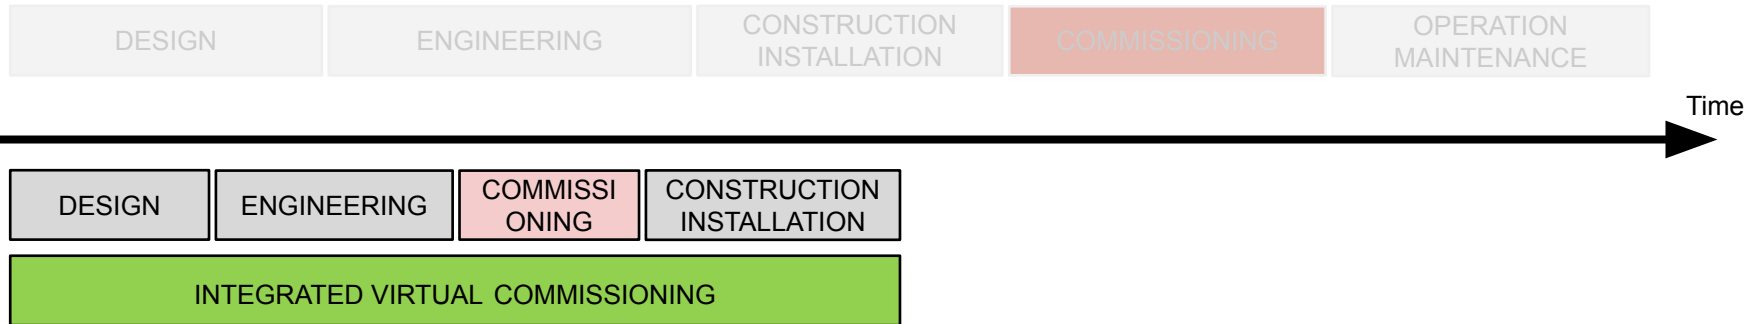 DESIGN
ENGINEERING
CONSTRUCTION
INSTALLATION
COMMISSIONING
OPERATION
MAINTENANCE
Time
DESIGN
ENGINEERING
COMMISSI
ONING
CONSTRUCTION
INSTALLATION
INTEGRATED VIRTUAL COMMISSIONING